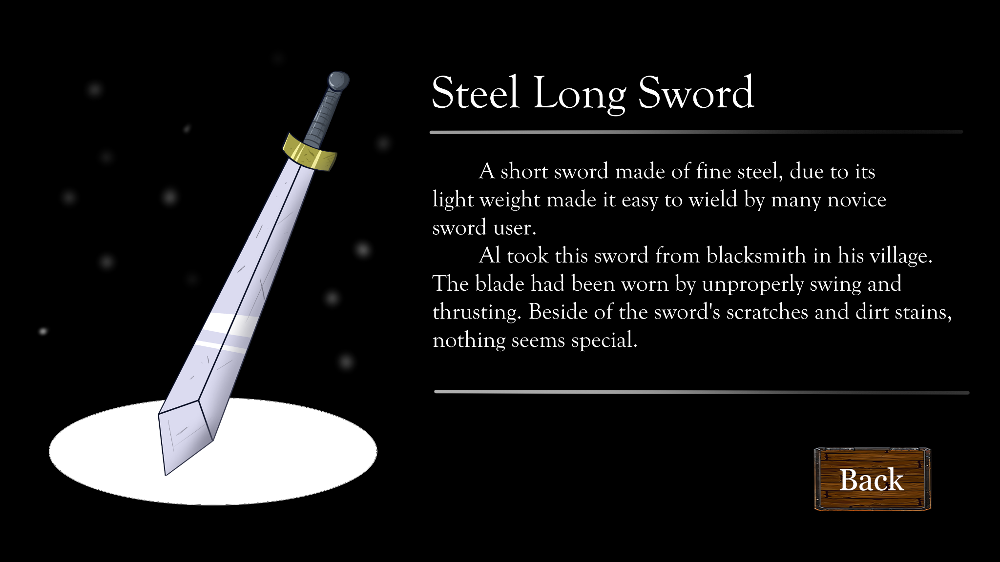 Steel Long Sword
A short sword made of fine steel, due to its
light weight made it easy to wield by many novice
sword user.
Al took this sword from blacksmith in his village.
The blade had been worn by unproperly swing and
thrusting. Beside of the sword's scratches and dirt stains,
nothing seems special.
Back